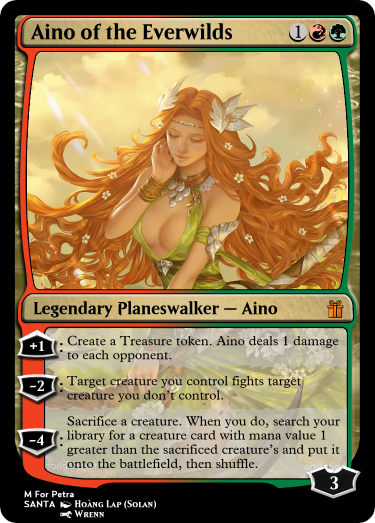 Aino of the Everwilds 1
Legendary Planeswalker — Aino
+1: Create a Treasure token. Aino deals 1 damage
to each opponent.
-2: Target creature you control fights target
creature you don't control.
Sacrifice a creature. When you do, search your
-4: library for a creature card with mana value 1
greater than the sacrificed creature's and put it
onto the battlefield, then shuffle.
3
M For Petra
SANTA Hoàng Lap (Solan)
Wrenn